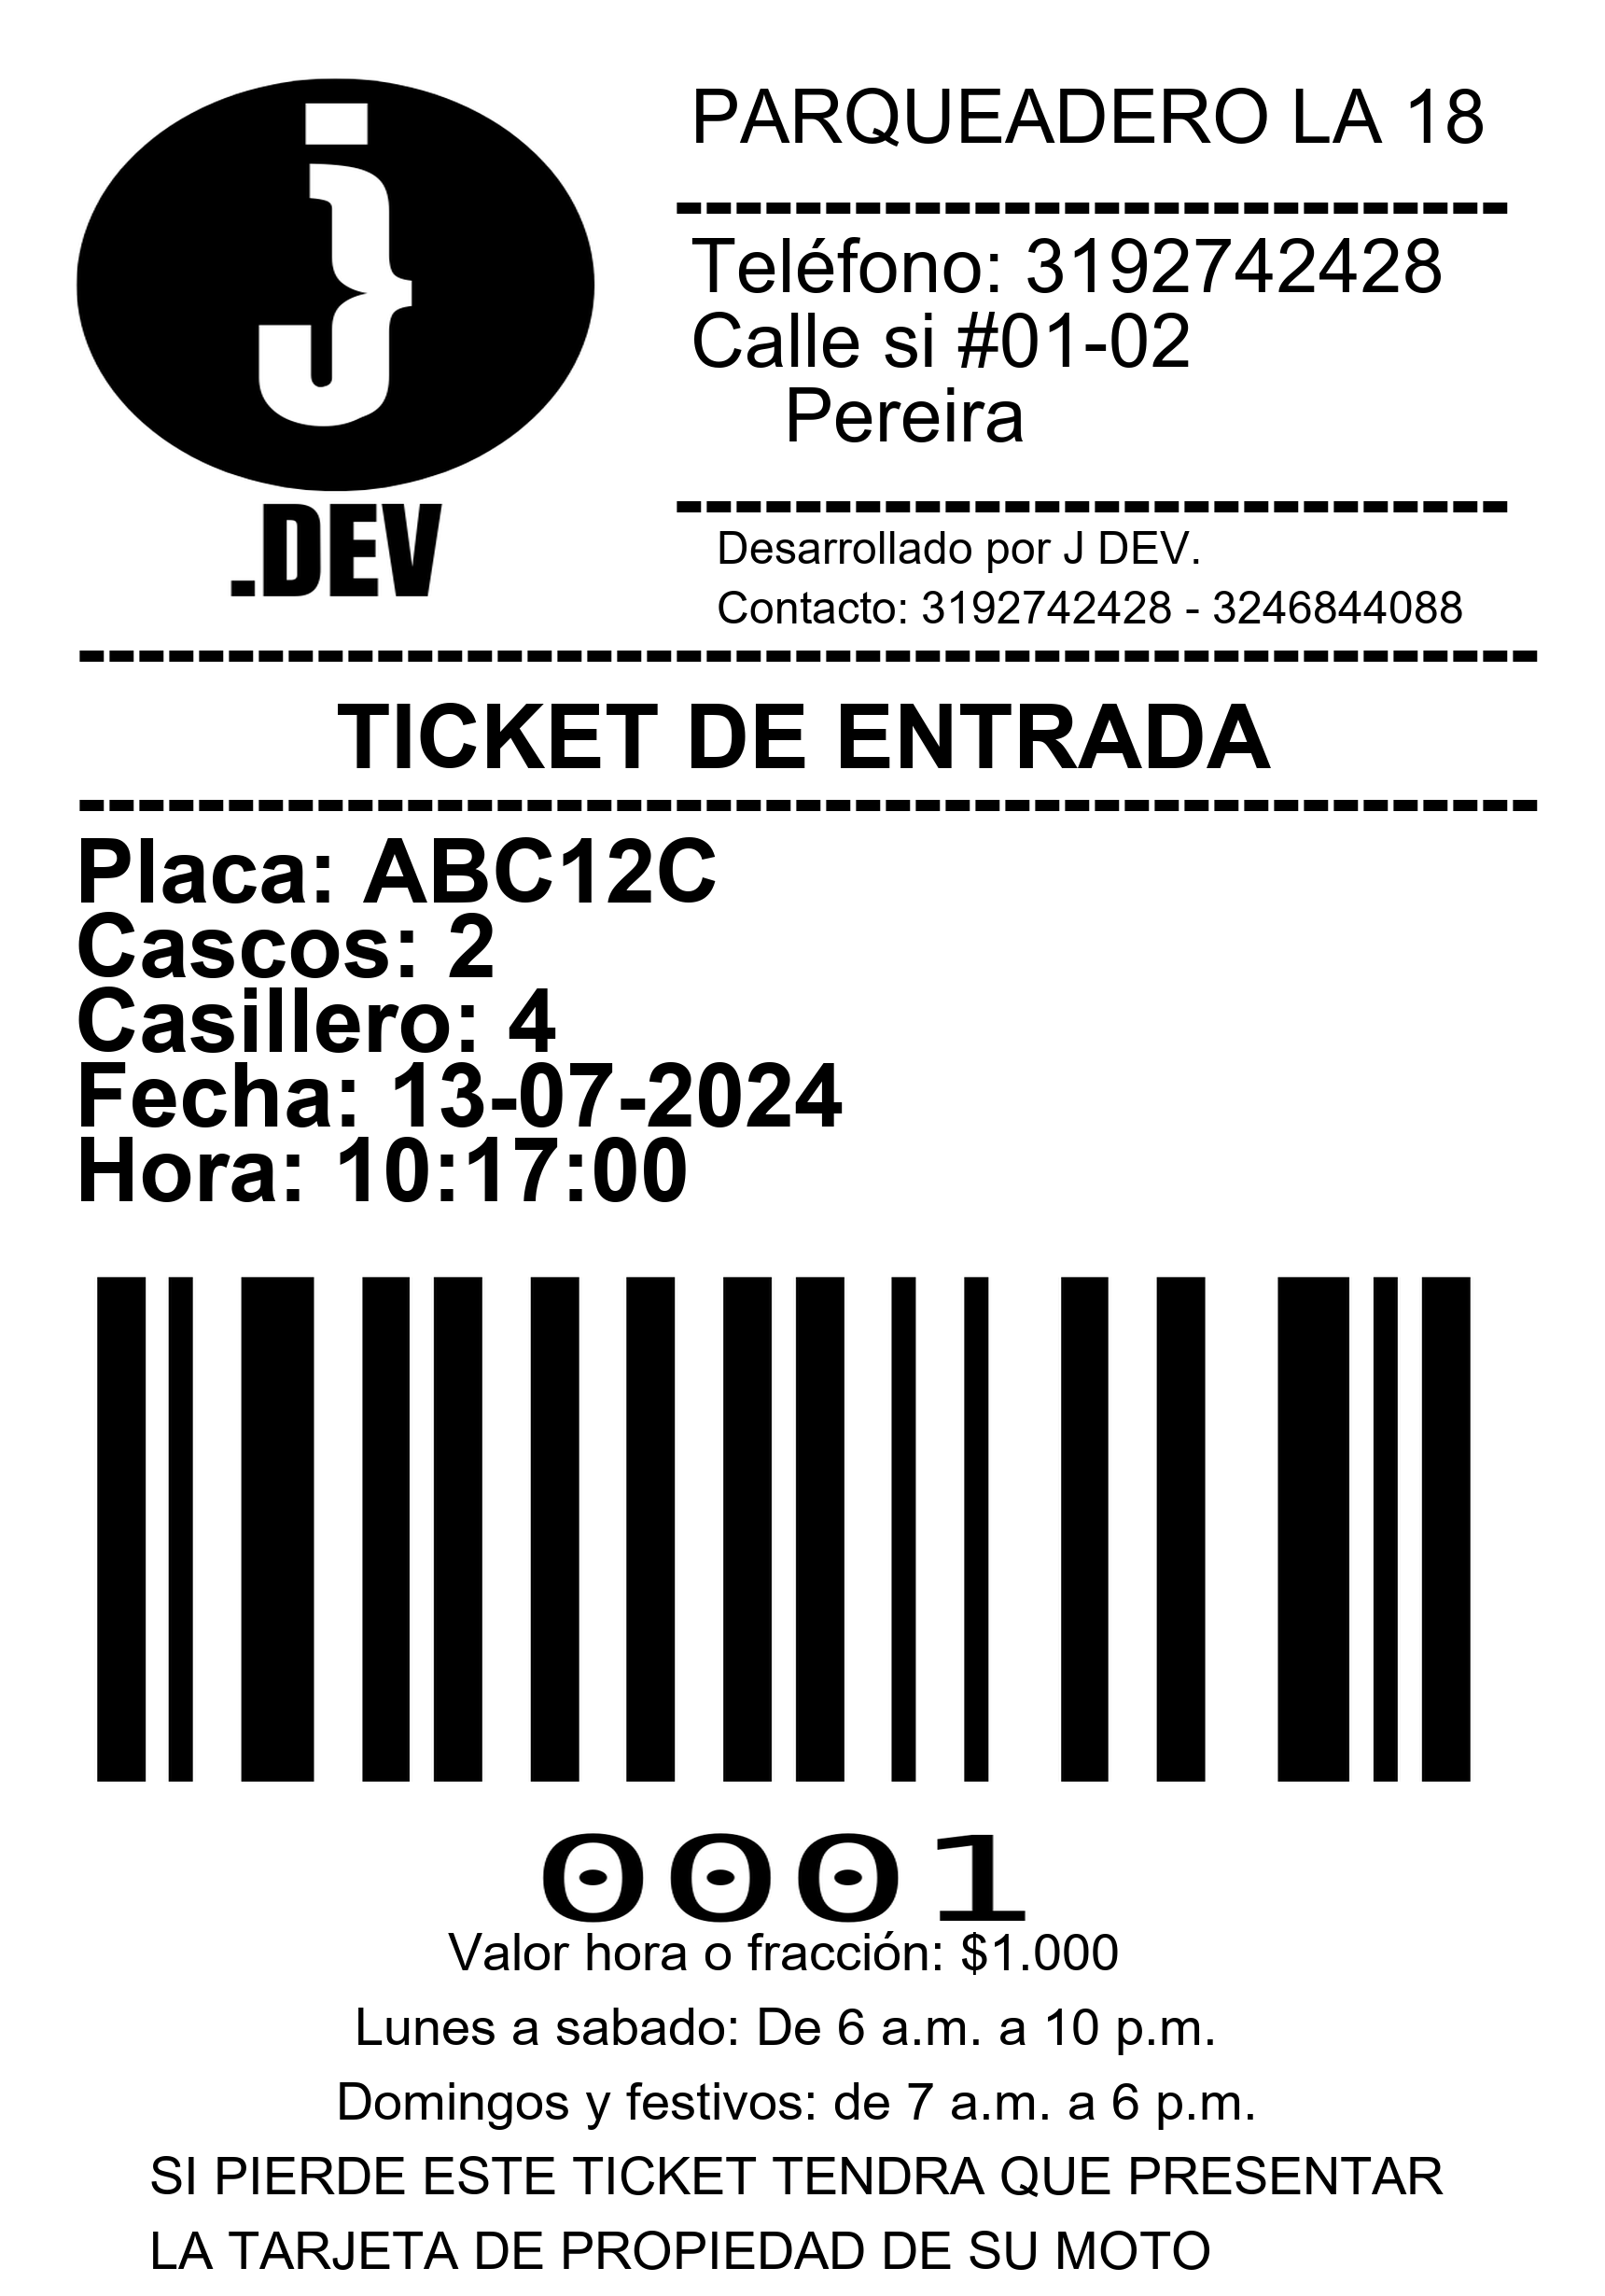 j
.DEV
PARQUEADERO LA 18
---------------------------
Teléfono: 3192742428
Calle si #01-02
Pereira
---------------------------
Desarrollado por J DEV.
Contacto: 3192742428 - 3246844088
-------------------------------------------------
TICKET DE ENTRADA
-------------------------------------------------
Placa: ABC12C
Cascos: 2
Casillero: 4
Fecha: 13-07-2024
Hora: 10:17:00
0001
Valor hora o fracción: $1.000
Lunes a sabado: De 6 a.m. a 10 p.m.
Domingos y festivos: de 7 a.m. a 6 p.m.
SI PIERDE ESTE TICKET TENDRA QUE PRESENTAR
LA TARJETA DE PROPIEDAD DE SU MOTO